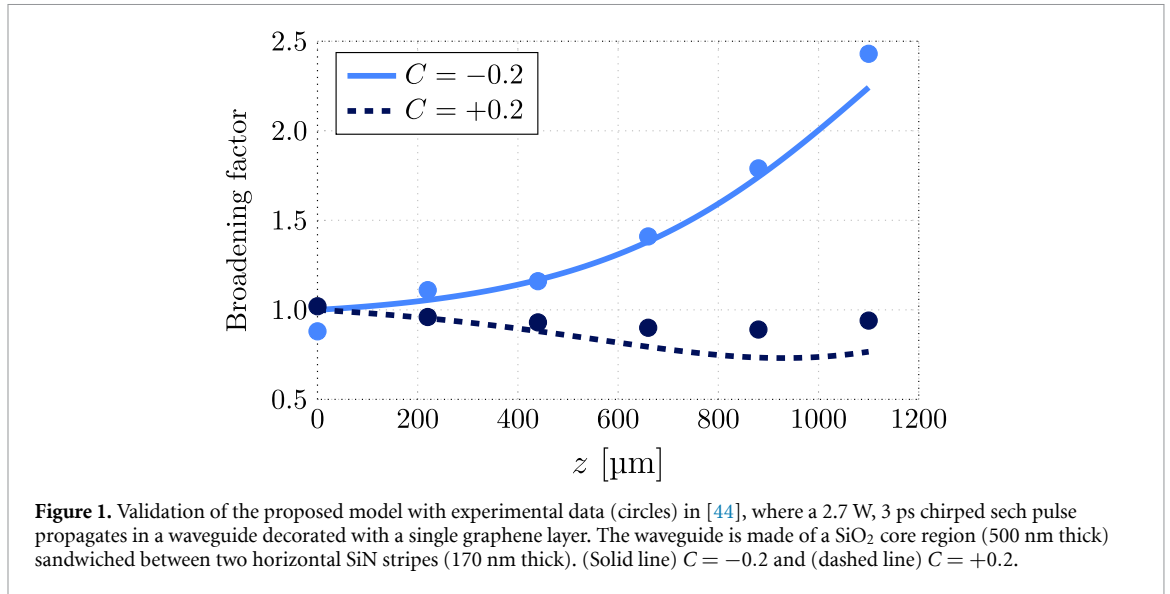 2.5
2.0
1.5
1.0
0.5
Broadening factor
C = −0.2
C = +0.2
0 200 400 600 800 1000 1200
z [µm]
Figure 1. Validation of the proposed model with experimental data (circles) in [44], where a 2.7 W, 3 ps chirped sech pulse
propagates in a waveguide decorated with a single graphene layer. The waveguide is made of a SiO₂ core region (500 nm thick)
sandwiched between two horizontal SiN stripes (170 nm thick). (Solid line) C = −0.2 and (dashed line) C = +0.2.